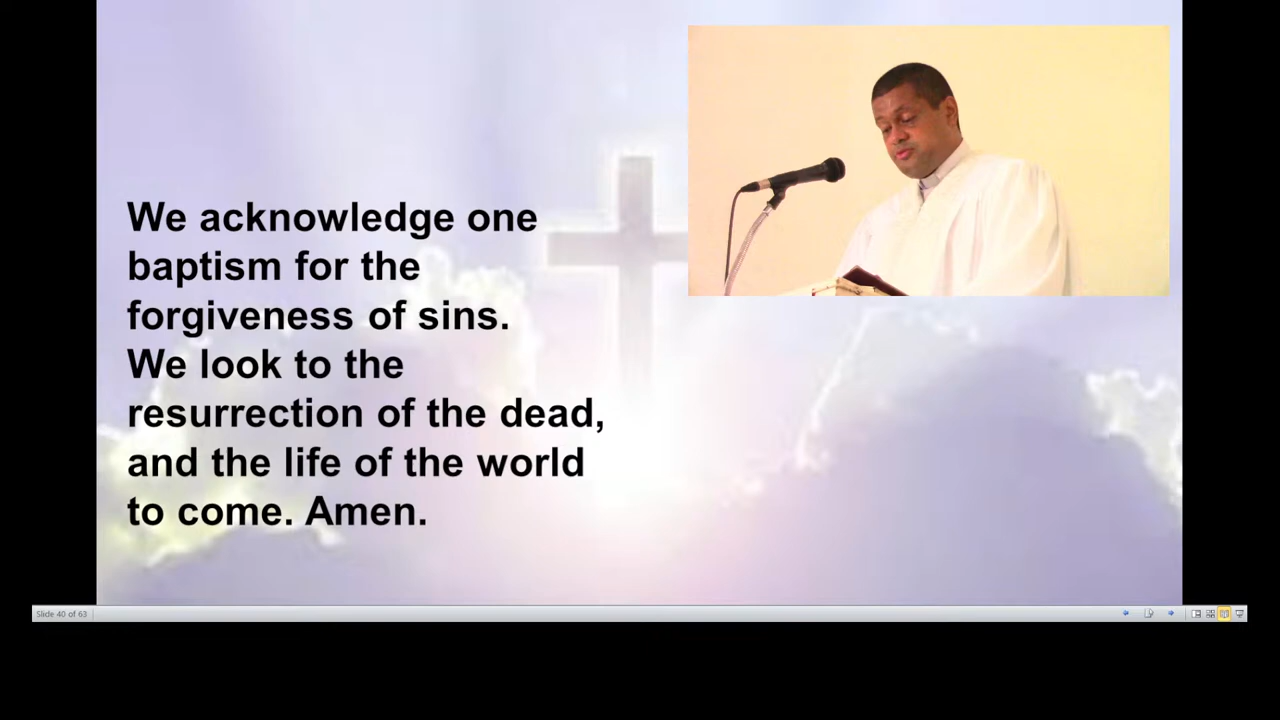 We acknowledge one
baptism for the
forgiveness of sins.
We look to the
resurrection of the dead,
and the life of the world
to come. Amen.
Slide 40 of 63